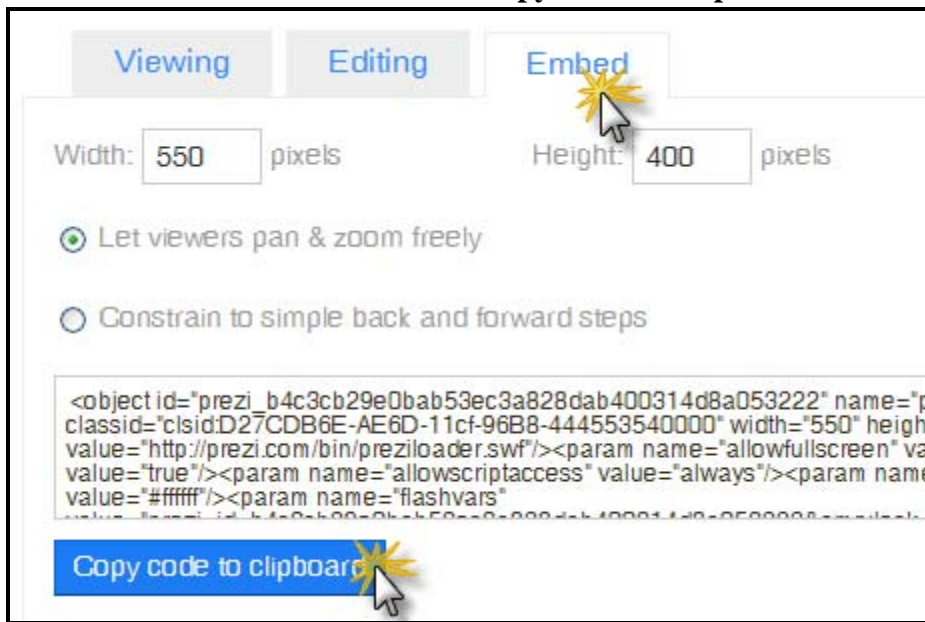 Viewing Editing Embed
Width: 550 pixels Height: 400 pixels
Let viewers pan & zoom freely
Constrain to simple back and forward steps
<object id="prezi_b4c3cb29e0bab53ec3a828dab400314d8a053222" name="p
classid="clsid:D27CDB6E-AE6D-11cf-96B8-444553540000" width="550" heigh
value="http://prezi.com/bin/preziloader.swf"/><param name="allowfullscreen" va
value="true"/><param name="allowscriptaccess" value="always"/><param name
value="#ffffff"/><param name="flashvars"
Copy code to clipboard